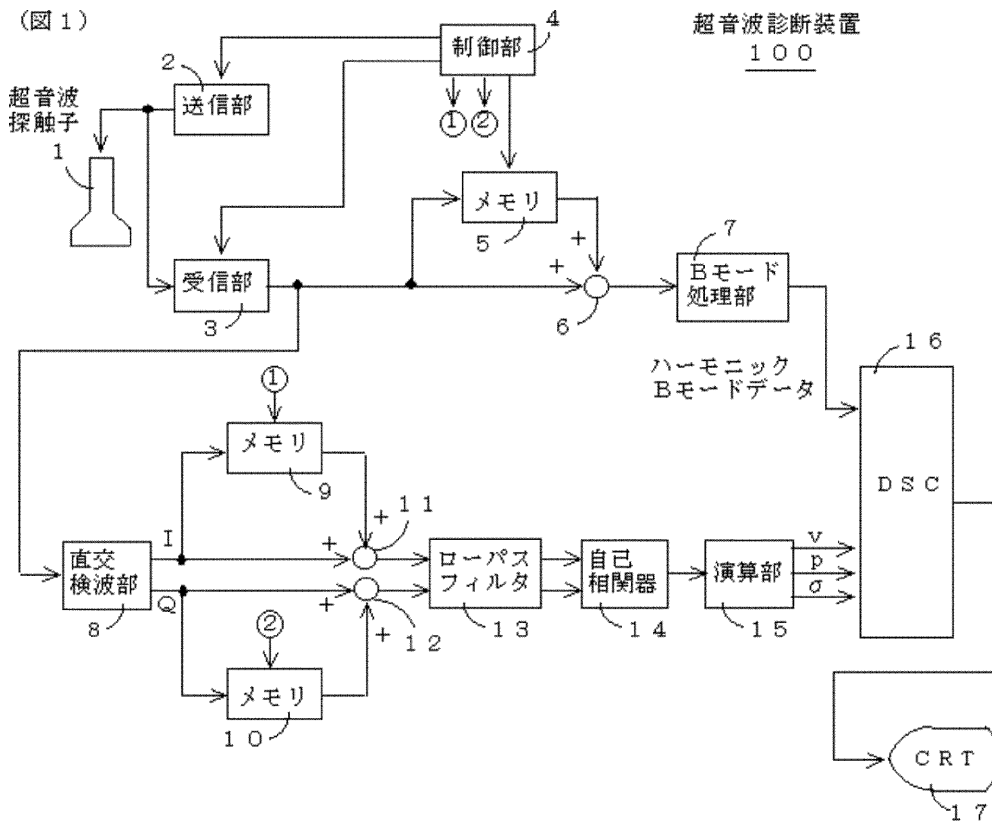 (図1)
超音波診断装置
100
4
制御部
2
送信部
超音波
探触子
1
①
②
メモリ
5
+
受信部
3
+
6
7
Bモード
処理部
ハーモニック
Bモードデータ
16
DSC
①
メモリ
9
+
11
I
+
直交
検波部
8
Q
+
12
+
ローパス
フィルタ
13
自己
相関器
14
演算部
15
v
p
σ
②
メモリ
10
CRT
17